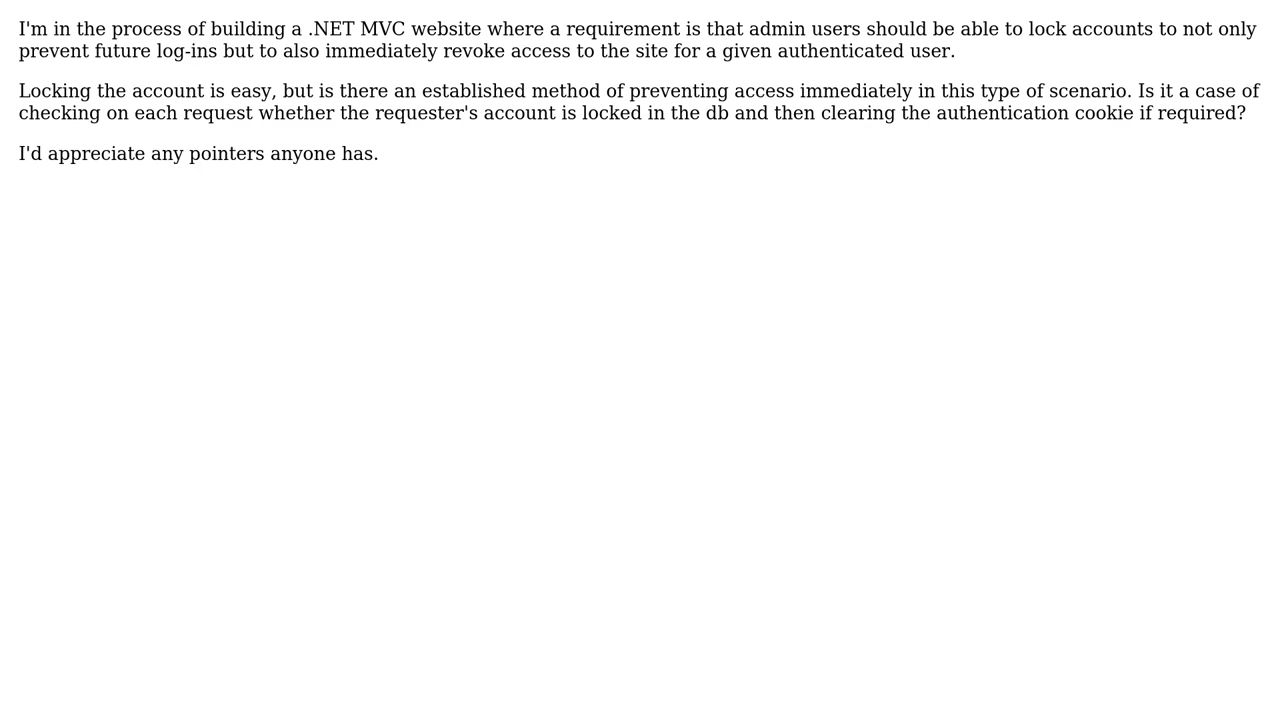 I'm in the process of building a .NET MVC website where a requirement is that admin users should be able to lock accounts to not only
prevent future log-ins but to also immediately revoke access to the site for a given authenticated user.
Locking the account is easy, but is there an established method of preventing access immediately in this type of scenario. Is it a case of
checking on each request whether the requester's account is locked in the db and then clearing the authentication cookie if required?
I'd appreciate any pointers anyone has.